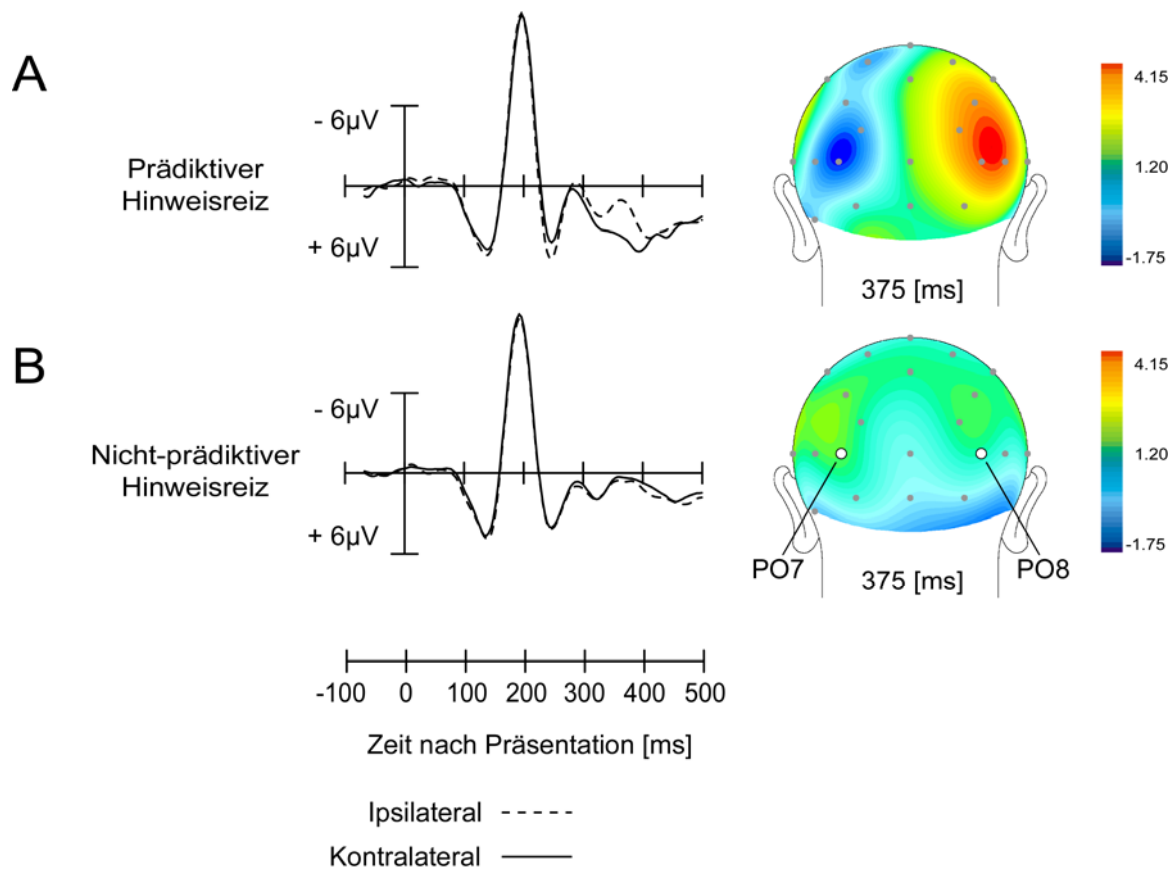 A
Prädiktiver
Hinweisreiz
- 6µV
+ 6µV
4.15
1.20
-1.75
375 [ms]
B
Nicht-prädiktiver
Hinweisreiz
- 6µV
+ 6µV
4.15
1.20
-1.75
PO7
PO8
375 [ms]
-100 0 100 200 300 400 500
Zeit nach Präsentation [ms]
Ipsilateral
Kontralateral